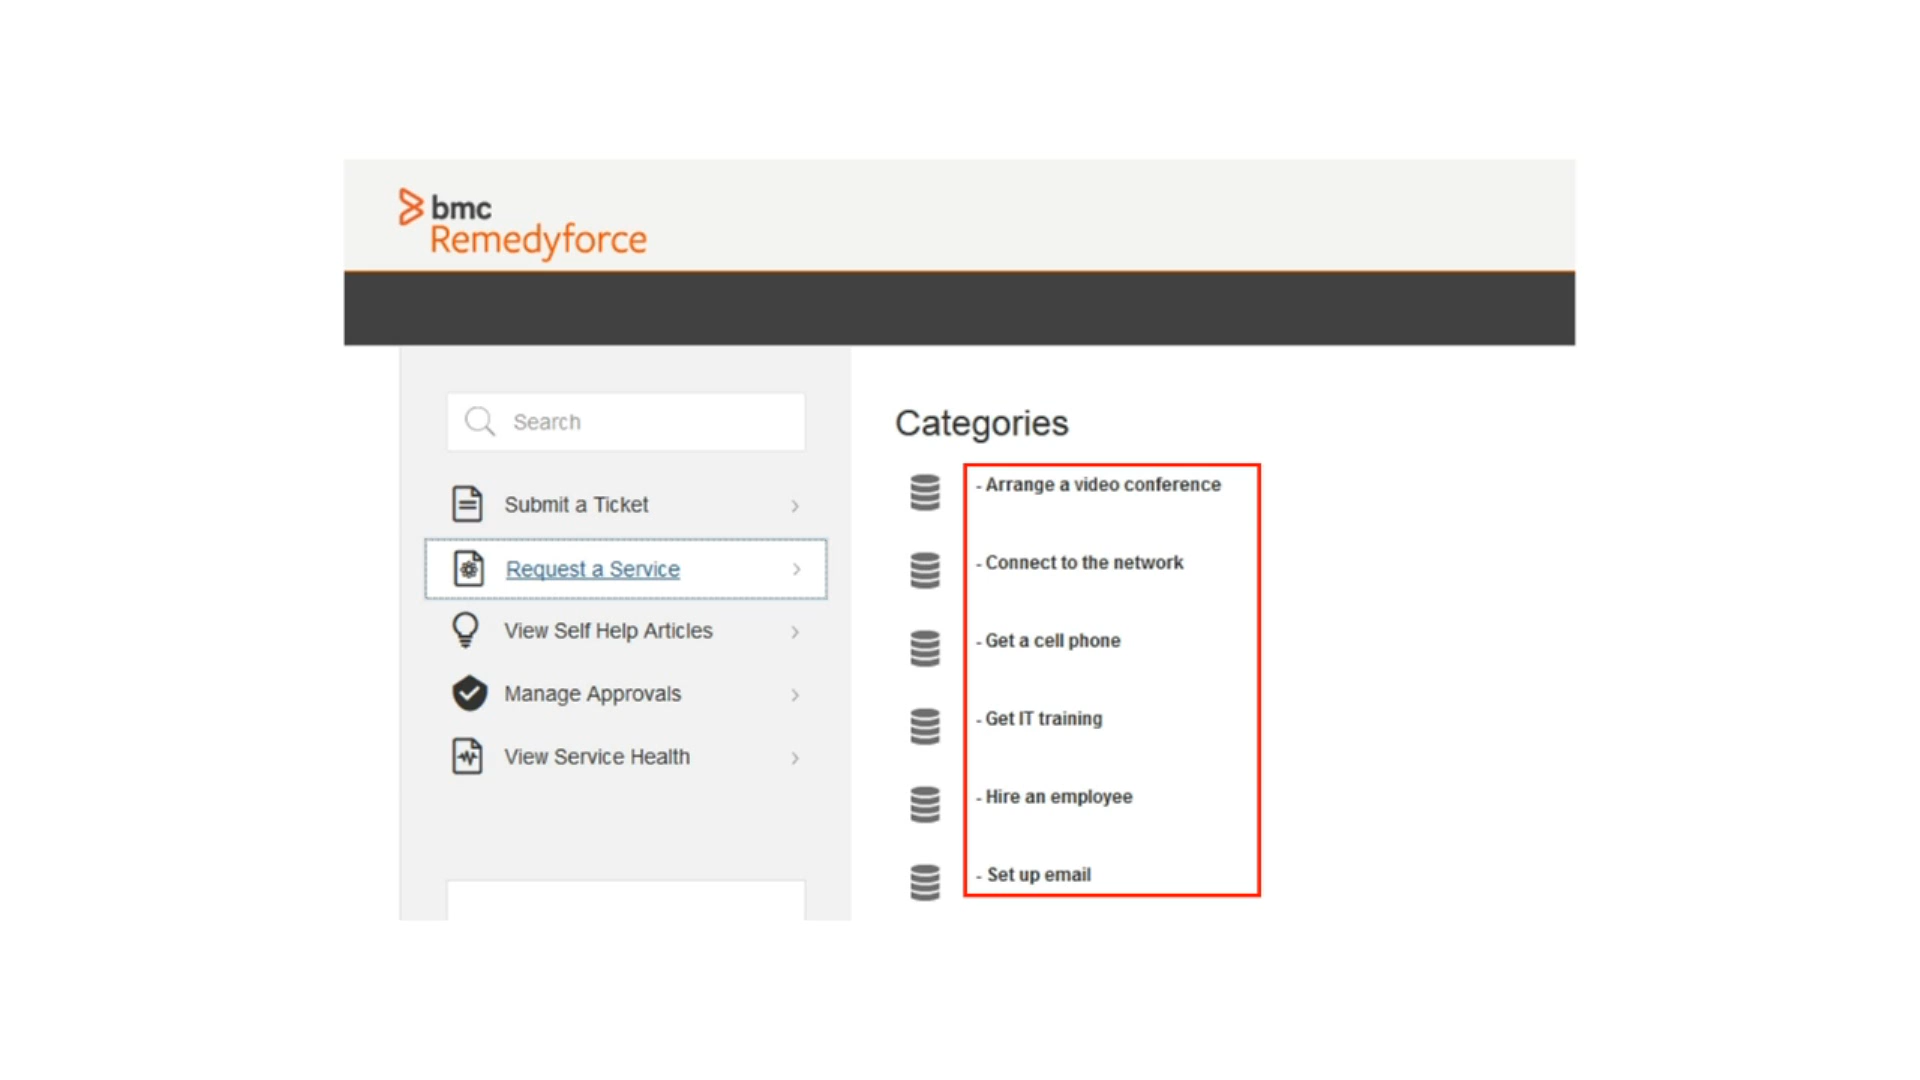 bmc
Remedyforce
Search
Submit a Ticket
Request a Service
View Self Help Articles
Manage Approvals
View Service Health
Categories
- Arrange a video conference
- Connect to the network
- Get a cell phone
- Get IT training
- Hire an employee
- Set up email